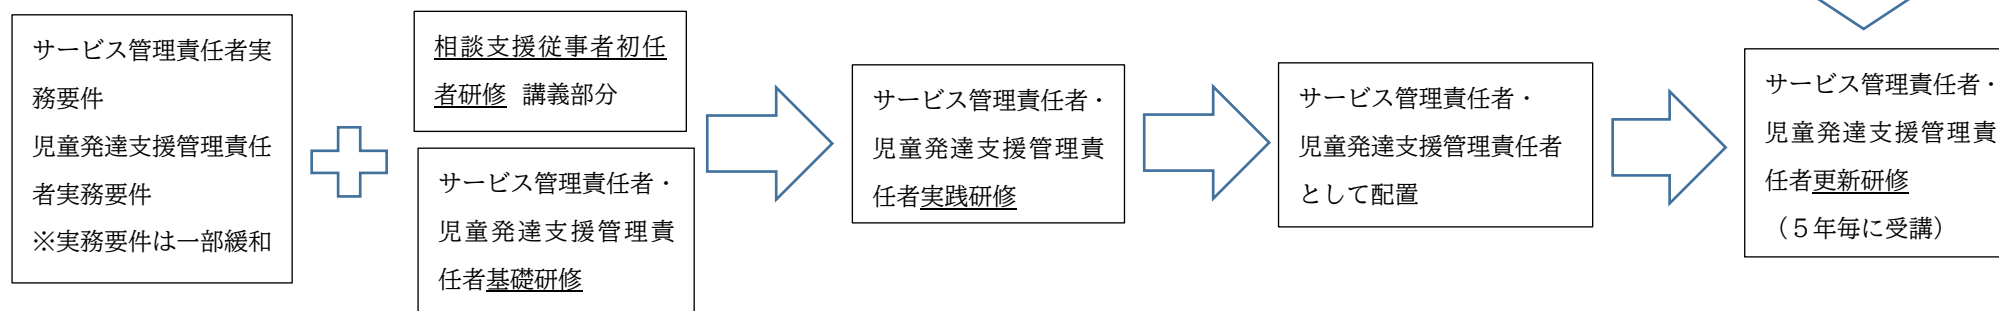 サービス管理責任者実
務要件
児童発達支援管理責任
者実務要件
※実務要件は一部緩和
相談支援従事者初任
者研修 講義部分
サービス管理責任者・
児童発達支援管理責
任者基礎研修
サービス管理責任者・
児童発達支援管理責
任者実践研修
サービス管理責任者・
児童発達支援管理責任者
として配置
サービス管理責任者・
児童発達支援管理責
任者更新研修
（５年毎に受講）